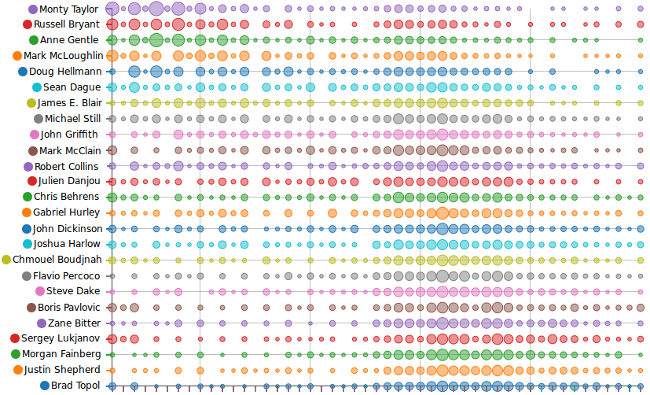 Monty Taylor
Russell Bryant
Anne Gentle
Mark McLoughlin
Doug Hellmann
Sean Dague
James E. Blair
Michael Still
John Griffith
Mark McClain
Robert Collins
Julien Danjou
Chris Behrens
Gabriel Hurley
John Dickinson
Joshua Harlow
Chmouel Boudjnah
Flavio Percoco
Steve Dake
Boris Pavlovic
Zane Bitter
Sergey Lukjanov
Morgan Fainberg
Justin Shepherd
Brad Topol